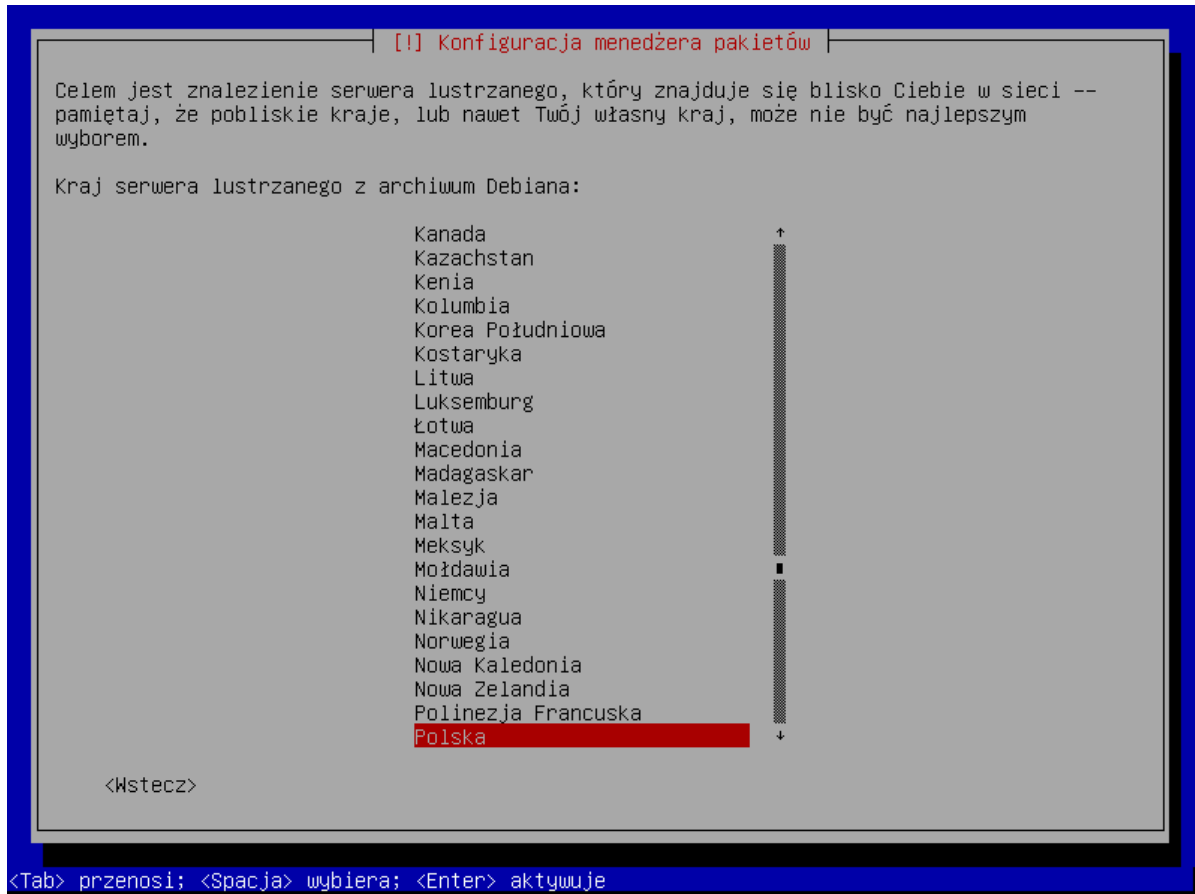 [!] Konfiguracja menedżera pakietów
Celem jest znalezienie serwera lustrzanego, który znajduje się blisko Ciebie w sieci --
pamiętaj, że pobliskie kraje, lub nawet Twój własny kraj, może nie być najlepszym
wyborem.
Kraj serwera lustrzanego z archiwum Debiana:
Kanada
Kazachstan
Kenia
Kolumbia
Korea Południowa
Kostaryka
Litwa
Luksemburg
Łotwa
Macedonia
Madagaskar
Malezja
Malta
Meksyk
Mołdawia
Niemcy
Nikaragua
Norwegia
Nowa Kaledonia
Nowa Zelandia
Polinezja Francuska
Polska
<Wstecz>
<Tab> przenosi; <Spacja> wybiera; <Enter> aktywuje